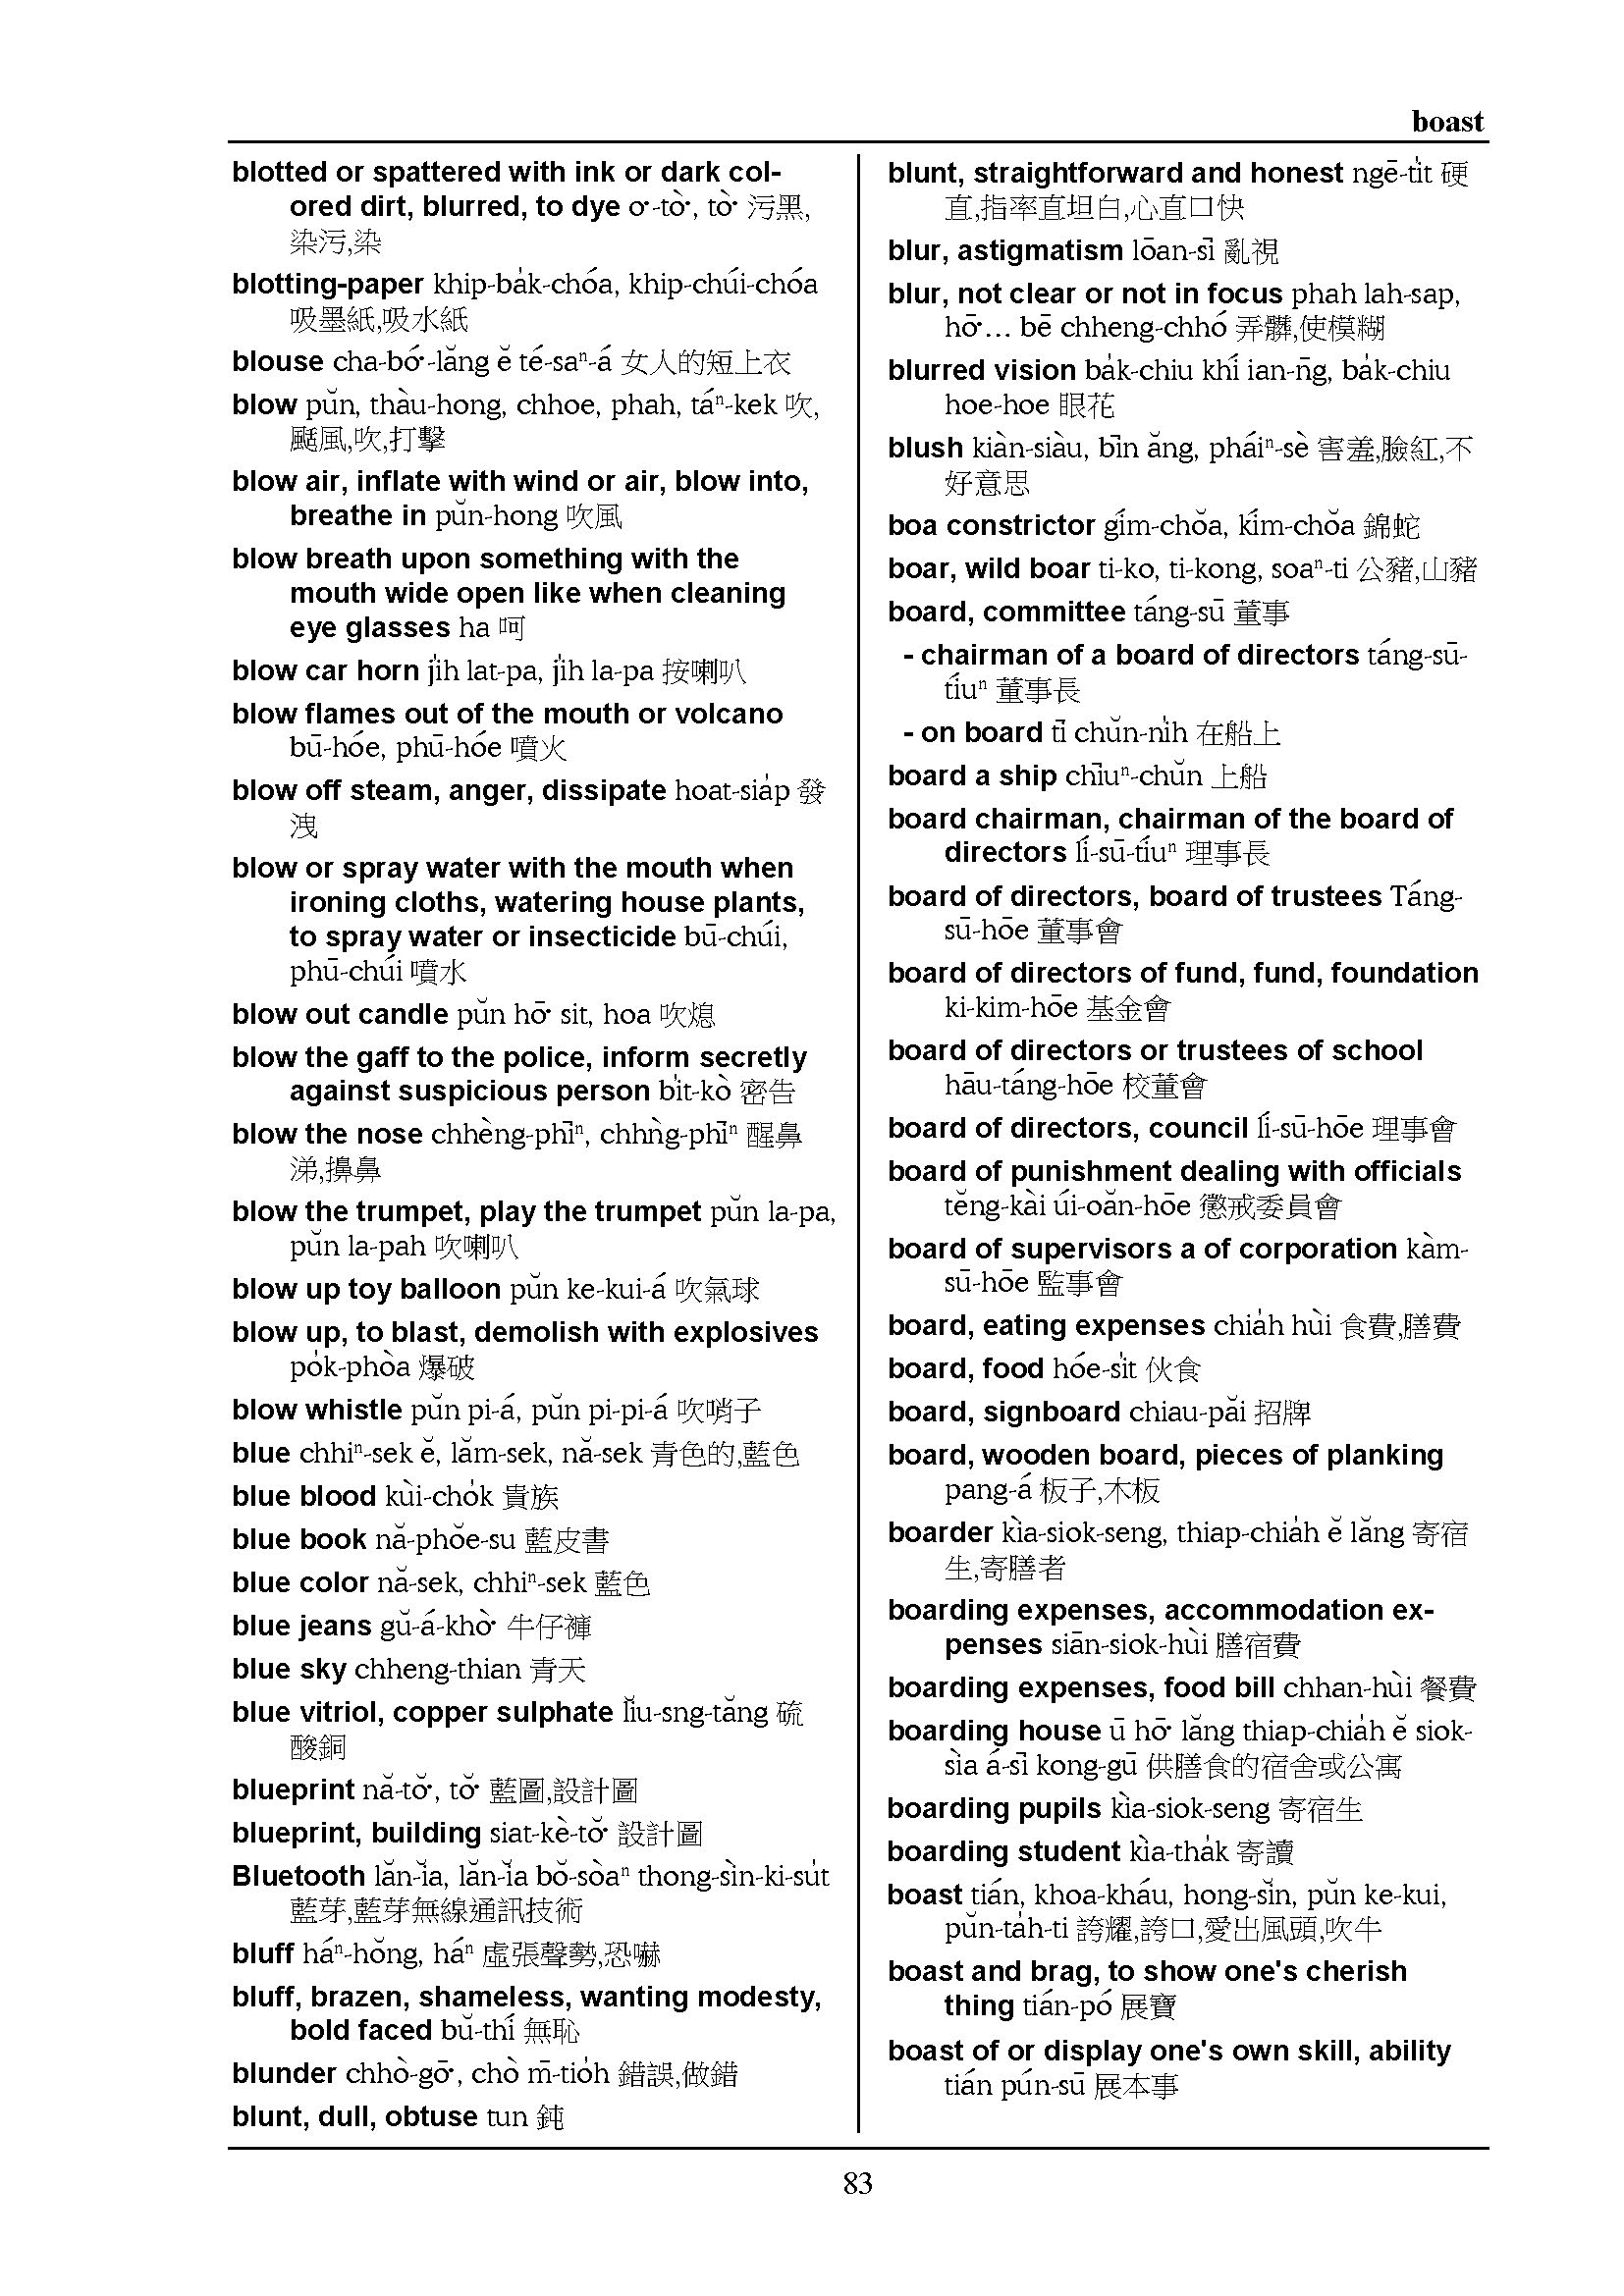 boast
blotted or spattered with ink or dark col-
ored dirt, blurred, to dye o͘-tò͘, tò͘ 污黑,
染污,染
blotting-paper khip-ba̍k-chóa, khip-chúi-chóa
吸墨紙,吸水紙
blouse cha-bó͘-lăng ĕ té-saⁿ-á 女人的短上衣
blow pŭn, thàu-hong, chhoe, phah, táⁿ-kek 吹,
颳風,吹,打擊
blow air, inflate with wind or air, blow into,
breathe in pŭn-hong 吹風
blow breath upon something with the
mouth wide open like when cleaning
eye glasses ha 呵
blow car horn ji̍h lat-pa, ji̍h la-pa 按喇叭
blow flames out of the mouth or volcano
bū-hóe, phū-hóe 噴火
blow off steam, anger, dissipate hoat-sia̍p 發
洩
blow or spray water with the mouth when
ironing cloths, watering house plants,
to spray water or insecticide bū-chúi,
phū-chúi 噴水
blow out candle pŭn hō͘ sit, hoa 吹熄
blow the gaff to the police, inform secretly
against suspicious person bi̍t-kò 密告
blow the nose chhèng-phīⁿ, chhǹg-phīⁿ 醒鼻
涕,擤鼻
blow the trumpet, play the trumpet pŭn la-pa,
pŭn la-pah 吹喇叭
blow up toy balloon pŭn ke-kui-á 吹氣球
blow up, to blast, demolish with explosives
po̍k-phòa 爆破
blow whistle pŭn pi-á, pŭn pi-pi-á 吹哨子
blue chhiⁿ-sek ĕ, lăm-sek, nă-sek 青色的,藍色
blue blood kùi-cho̍k 貴族
blue book nă-phŏe-su 藍皮書
blue color nă-sek, chhiⁿ-sek 藍色
blue jeans gŭ-á-khò͘ 牛仔褲
blue sky chheng-thian 青天
blue vitriol, copper sulphate lĭu-sng-tăng 硫
酸銅
blueprint nă-tŏ͘, tŏ͘ 藍圖,設計圖
blueprint, building siat-kè-tŏ͘ 設計圖
Bluetooth lăn-ĭa, lăn-ĭa bŏ-sòaⁿ thong-sìn-ki-su̍t
藍芽,藍芽無線通訊技術
bluff háⁿ-hŏng, háⁿ 虛張聲勢,恐嚇
bluff, brazen, shameless, wanting modesty,
bold faced bŭ-thí 無恥
blunder chhò-gō͘, chò m̄-tio̍h 錯誤,做錯
blunt, dull, obtuse tun 鈍
blunt, straightforward and honest ngē-ti̍t 硬
直,指率直坦白,心直口快
blur, astigmatism lōan-sī 亂視
blur, not clear or not in focus phah lah-sap,
hō͘… bē chheng-chhó 弄髒,使模糊
blurred vision ba̍k-chiu khí ian-n̄g, ba̍k-chiu
hoe-hoe 眼花
blush kiàn-siàu, bīn ăng, pháiⁿ-sè 害羞,臉紅,不
好意思
boa constrictor gím-chŏa, kím-chŏa 錦蛇
boar, wild boar ti-ko, ti-kong, soaⁿ-ti 公豬,山豬
board, committee táng-sū 董事
- chairman of a board of directors táng-sū-
tíuⁿ 董事長
- on board tī chŭn-ni̍h 在船上
board a ship chīuⁿ-chŭn 上船
board chairman, chairman of the board of
directors lí-sū-tíuⁿ 理事長
board of directors, board of trustees Táng-
sū-hōe 董事會
board of directors of fund, fund, foundation
ki-kim-hōe 基金會
board of directors or trustees of school
hāu-táng-hōe 校董會
board of directors, council lí-sū-hōe 理事會
board of punishment dealing with officials
tĕng-kài úi-oăn-hōe 懲戒委員會
board of supervisors a of corporation kàm-
sū-hōe 監事會
board, eating expenses chia̍h hùi 食費,膳費
board, food hóe-si̍t 伙食
board, signboard chiau-păi 招牌
board, wooden board, pieces of planking
pang-á 板子,木板
boarder kìa-siok-seng, thiap-chia̍h ĕ lăng 寄宿
生,寄膳者
boarding expenses, accommodation ex-
penses siān-siok-hùi 膳宿費
boarding expenses, food bill chhan-hùi 餐費
boarding house ū hō͘ lăng thiap-chia̍h ĕ siok-
sìa á-sī kong-gū 供膳食的宿舍或公寓
boarding pupils kìa-siok-seng 寄宿生
boarding student kìa-tha̍k 寄讀
boast tián, khoa-kháu, hong-sĭn, pŭn ke-kui,
pŭn-ta̍h-ti 誇耀,誇口,愛出風頭,吹牛
boast and brag, to show one's cherish
thing tián-pó 展寶
boast of or display one's own skill, ability
tián pún-sū 展本事
83